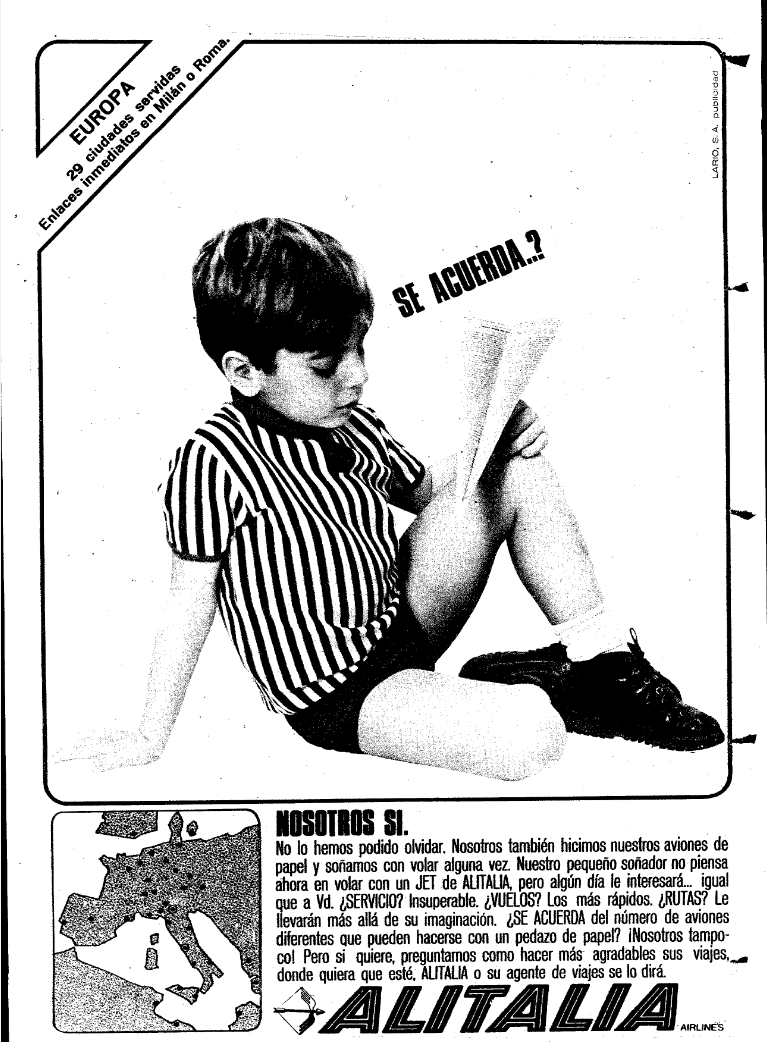 EUROPA
29 ciudades servidas
Enlaces inmediatos en Milán o Roma.
LARIO, S.A. publicidad
SE ACUERDA..?
NOSOTROS SI.
No lo hemos podido olvidar. Nosotros también hicimos nuestros aviones de
papel y soñamos con volar alguna vez. Nuestro pequeño soñador no piensa
ahora en volar con un JET de ALITALIA, pero algún día le interesará... igual
que a Vd. ¿SERVICIO? Insuperable. ¿VUELOS? Los más rápidos. ¿RUTAS? Le
llevarán más allá de su imaginación. ¿SE ACUERDA del número de aviones
diferentes que pueden hacerse con un pedazo de papel? ¡Nosotros tampo-
co! Pero si quiere, preguntarnos como hacer más agradables sus viajes,
donde quiera que esté, ALITALIA o su agente de viajes se lo dirá.
ALITALIA AIRLINES